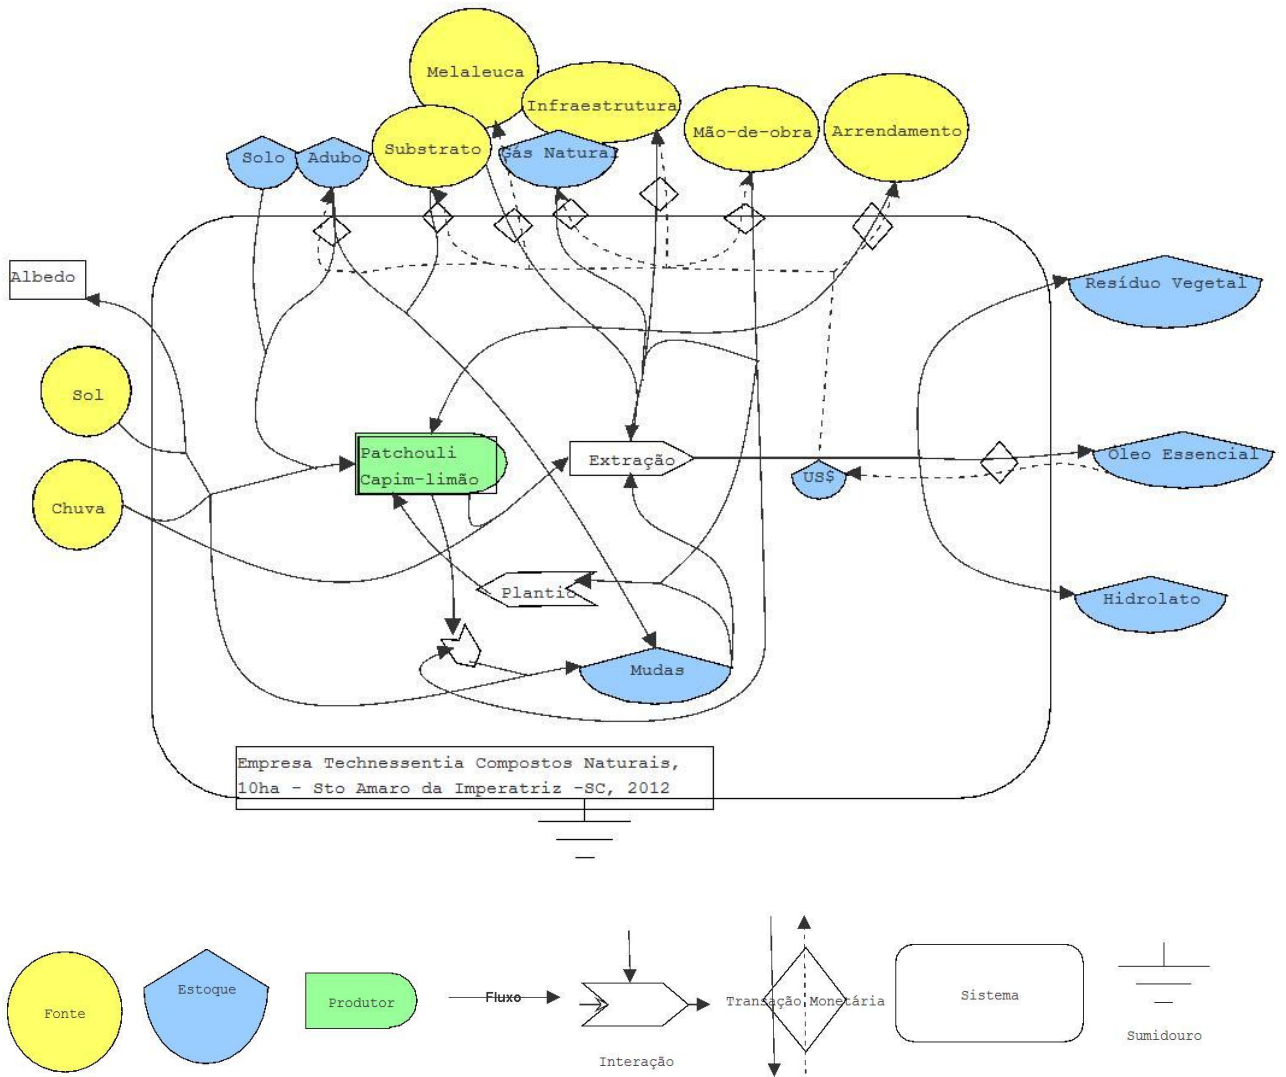 Melaleuca
Infraestrutura
Mão-de-obra
Arrendamento
Substrato
Solo
Adubo
Gás Natural
Albedo
Resíduo Vegetal
Sol
Patchouli
Capim-limão
Extração
Óleo Essencial
US$
Chuva
Plantio
Hidrolato
Mudas
Empresa Technessentia Compostos Naturais,
10ha - Sto Amaro da Imperatriz -SC, 2012
Fonte
Estoque
Produtor
Fluxo
Interação
Transação Monetária
Sistema
Sumidouro